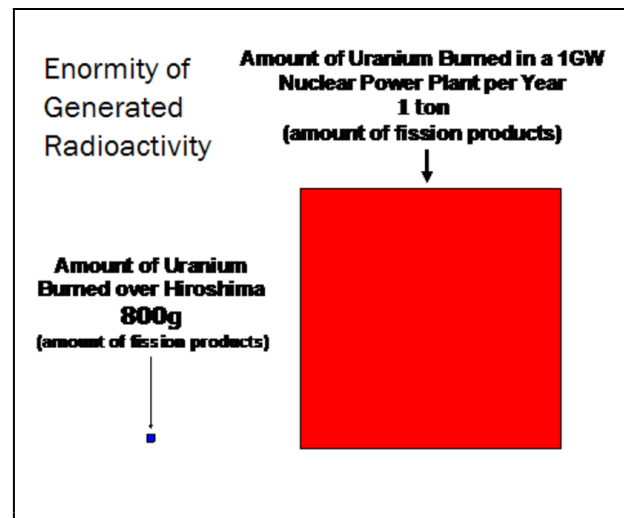 Enormity of
Generated
Radioactivity
Amount of Uranium Burned in a 1GW
Nuclear Power Plant per Year
1 ton
(amount of fission products)
Amount of Uranium
Burned over Hiroshima
800g
(amount of fission products)